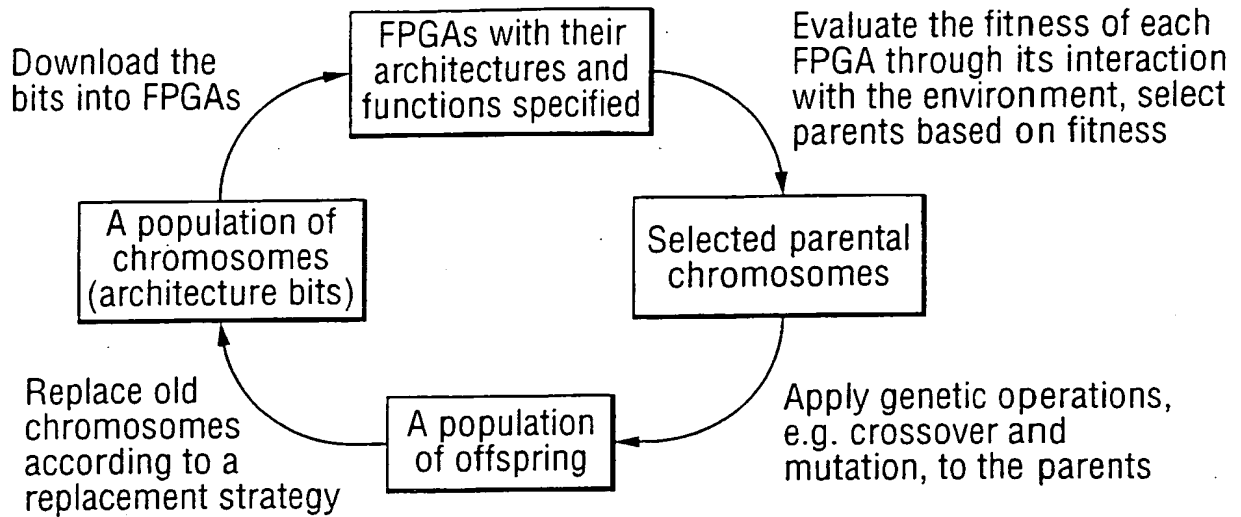 FPGAs with their
architectures and
functions specified
Evaluate the fitness of each
FPGA through its interaction
with the environment, select
parents based on fitness
Selected parental
chromosomes
Apply genetic operations,
e.g. crossover and
mutation, to the parents
A population
of offspring
Replace old
chromosomes
according to a
replacement strategy
A population of
chromosomes
(architecture bits)
Download the
bits into FPGAs